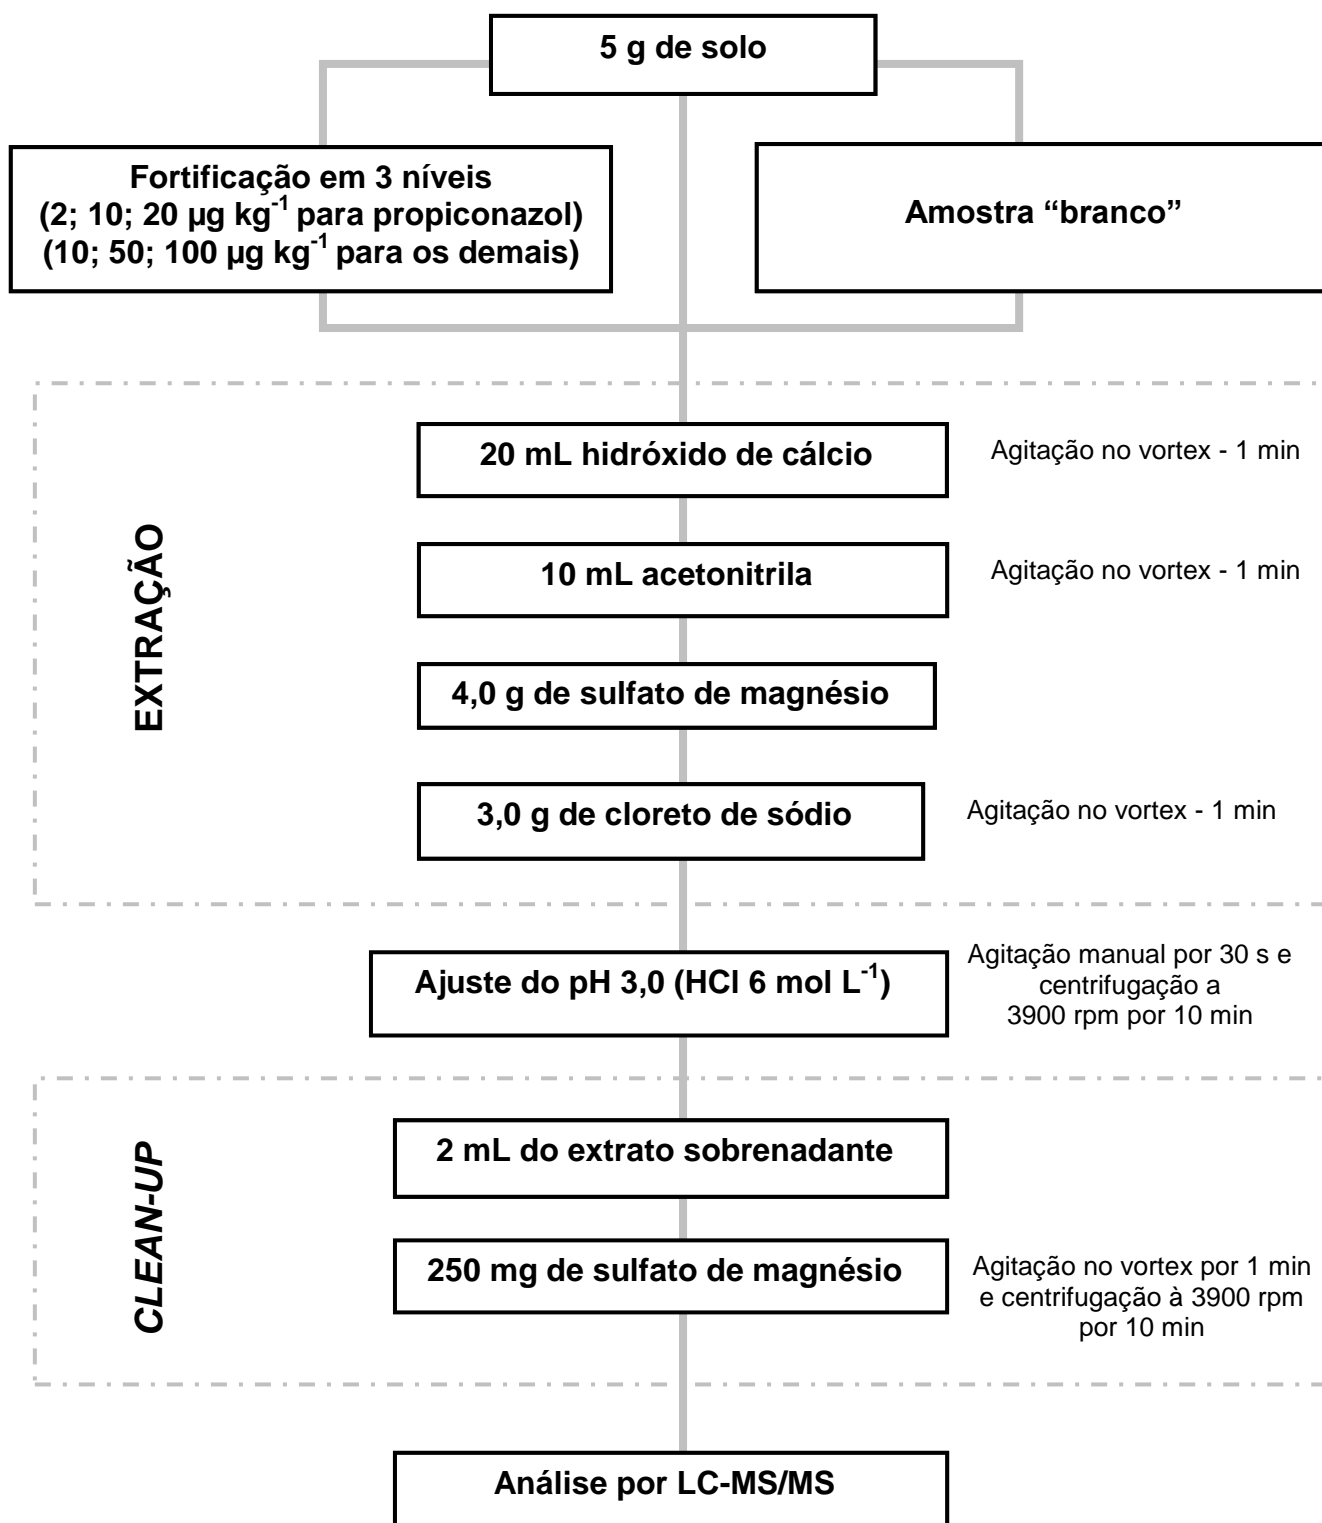 5 g de solo
Fortificação em 3 níveis
(2; 10; 20 µg kg⁻¹ para propiconazol)
(10; 50; 100 µg kg⁻¹ para os demais)
Amostra “branco”
EXTRAÇÃO
20 mL hidróxido de cálcio
Agitação no vortex - 1 min
10 mL acetonitrila
Agitação no vortex - 1 min
4,0 g de sulfato de magnésio
3,0 g de cloreto de sódio
Agitação no vortex - 1 min
Ajuste do pH 3,0 (HCl 6 mol L⁻¹)
Agitação manual por 30 s e
centrifugação a
3900 rpm por 10 min
CLEAN-UP
2 mL do extrato sobrenadante
250 mg de sulfato de magnésio
Agitação no vortex por 1 min
e centrifugação à 3900 rpm
por 10 min
Análise por LC-MS/MS